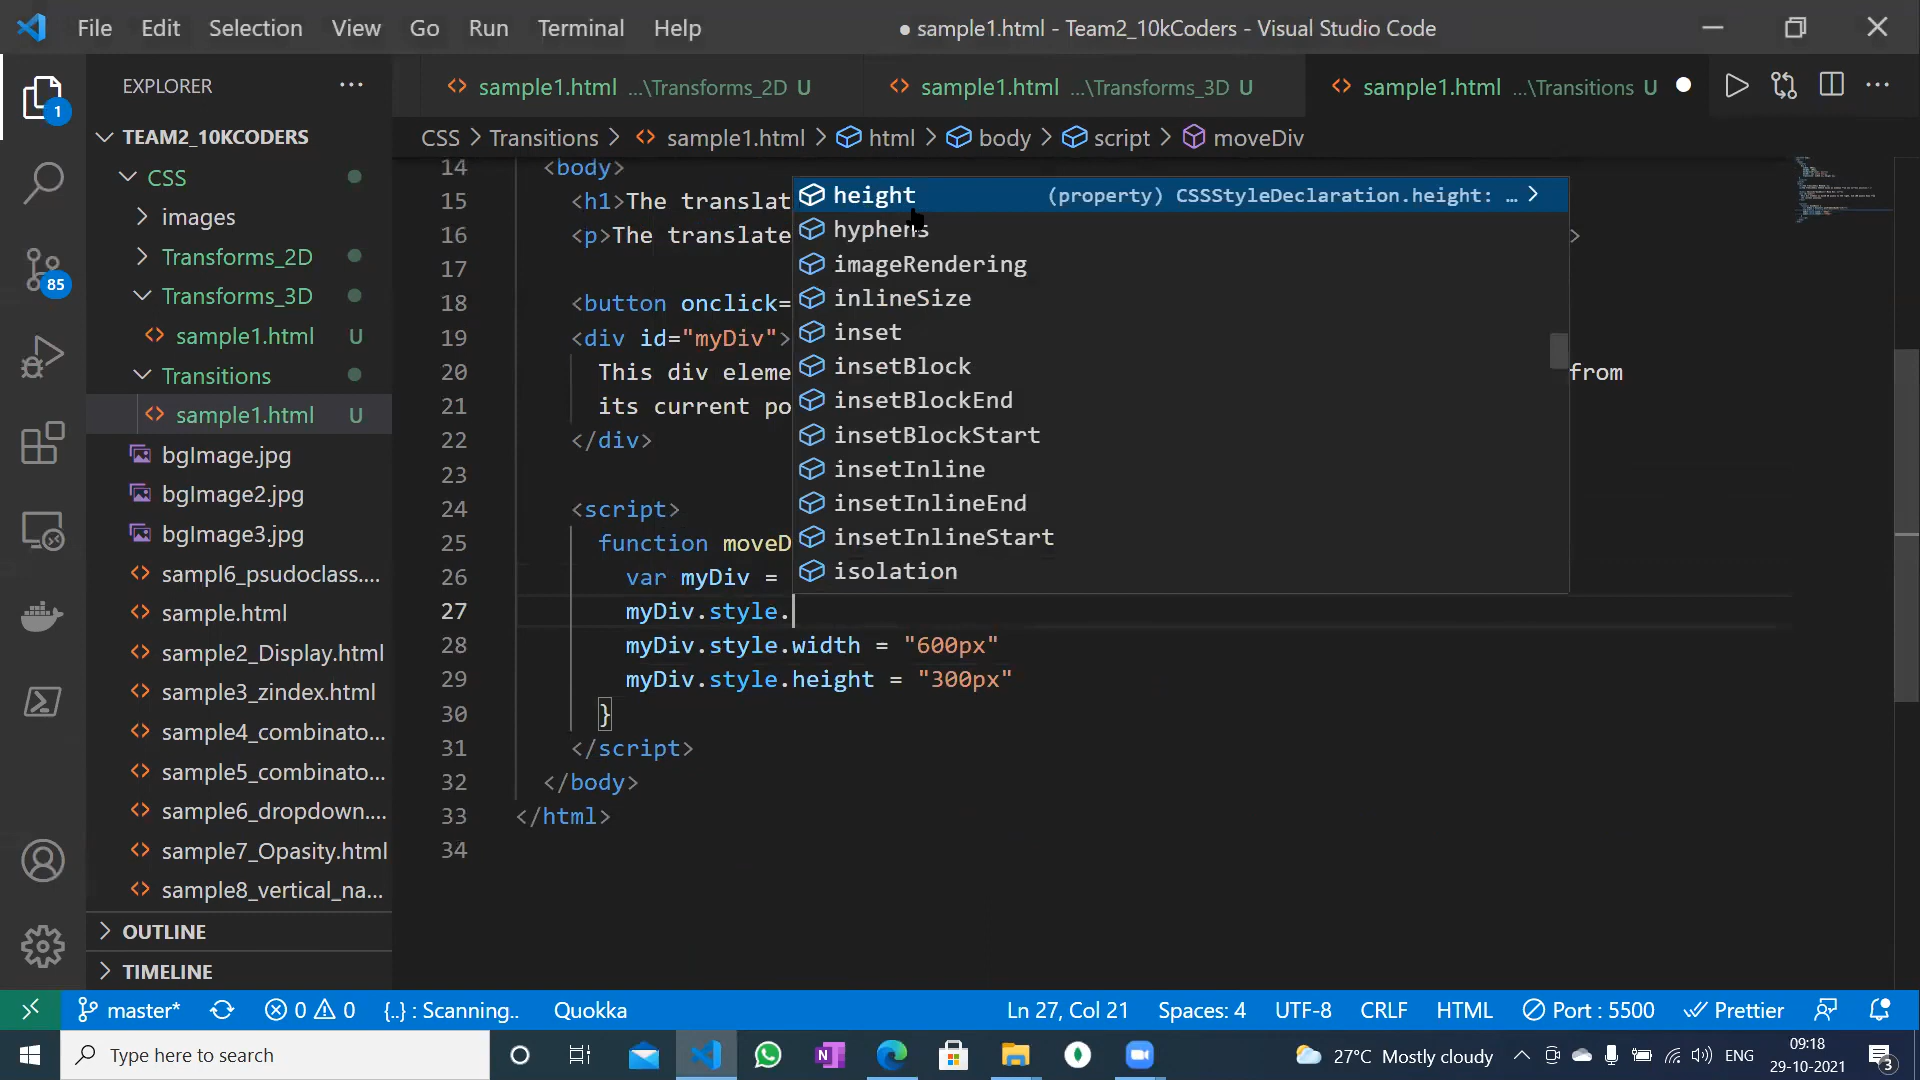 File Edit Selection View Go Run Terminal Help
● sample1.html - Team2_10kCoders - Visual Studio Code
EXPLORER
sample1.html ...\Transforms_2D U
sample1.html ...\Transforms_3D U
sample1.html ...\Transitions U
CSS > Transitions > sample1.html > html > body > script > moveDiv
TEAM2_10KCODERS
CSS
images
Transforms_2D
Transforms_3D
sample1.html U
Transitions
sample1.html U
bgImage.jpg
bgImage2.jpg
bgImage3.jpg
sampl6_psudoclass....
sample.html
sample2_Display.html
sample3_zindex.html
sample4_combinato...
sample5_combinato...
sample6_dropdown....
sample7_Opasity.html
sample8_vertical_na...
OUTLINE
TIMELINE
1
85
14 <body>
15 <h1>The translat
16 <p>The translate >
17
18 <button onclick=
19 <div id="myDiv">
20 This div eleme from
21 its current po
22 </div>
23
24 <script>
25 function moveD
26 var myDiv =
27 myDiv.style.
28 myDiv.style.width = "600px"
29 myDiv.style.height = "300px"
30 }
31 </script>
32 </body>
33 </html>
34
height (property) CSSStyleDeclaration.height: …
hyphens
imageRendering
inlineSize
inset
insetBlock
insetBlockEnd
insetBlockStart
insetInline
insetInlineEnd
insetInlineStart
isolation
master* 0 0 {..} : Scanning.. Quokka Ln 27, Col 21 Spaces: 4 UTF-8 CRLF HTML Port : 5500 Prettier
Type here to search
27°C Mostly cloudy ENG
09:18
29-10-2021
3